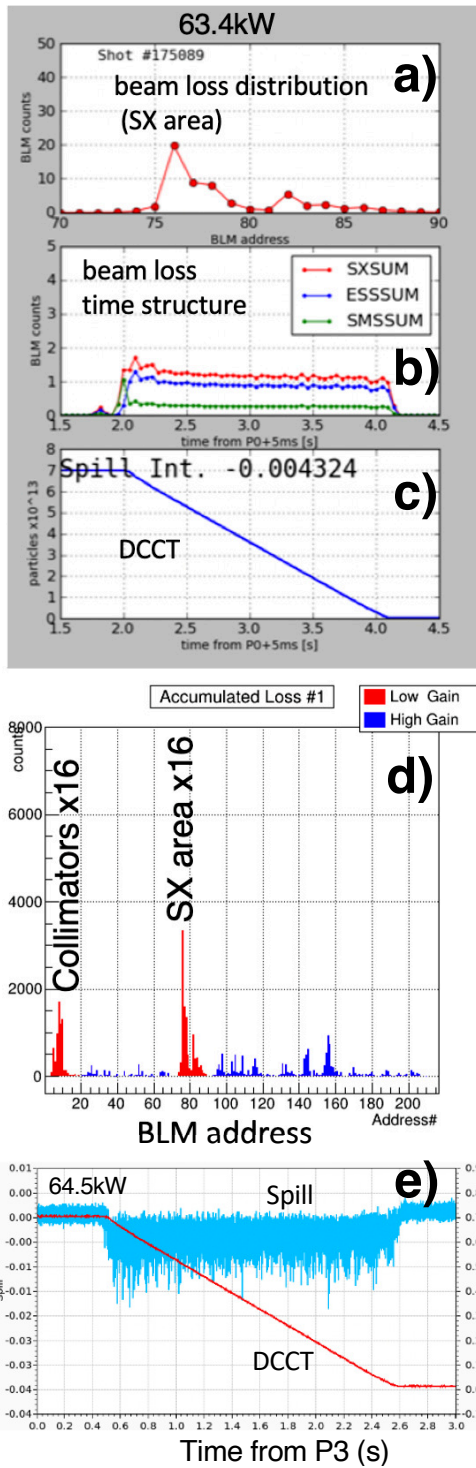 63.4kW
50
Shot #175089
a)
40
beam loss distribution
(SX area)
30
20
10
0
BLM counts
70 75 80 85 90
BLM address
5
beam loss
time structure
SXSUM
ESSSUM
SMSSUM
4
3
2
1
0
BLM counts
b)
1.5 2.0 2.5 3.0 3.5 4.0 4.5
time from P0+5ms [s]
8
7
Spill Int. -0.004324
c)
6
5
4
3
2
1
0
particles x10^13
DCCT
1.5 2.0 2.5 3.0 3.5 4.0 4.5
time from P0+5ms [s]
Accumulated Loss #1
Low Gain
High Gain
8000
counts
d)
6000
4000
2000
0
Collimators x16
SX area x16
20 40 60 80 100 120 140 160 180 200
Address#
BLM address
64.5kW
Spill
e)
0.01
0.00
0.00
-0.00
-0.01
-0.02
-0.03
-0.03
-0.04
Spill
DCCT
0.0 0.2 0.4 0.6 0.8 1.0 1.2 1.4 1.6 1.8 2.0 2.2 2.4 2.6 2.8 3.0
Time from P3 (s)